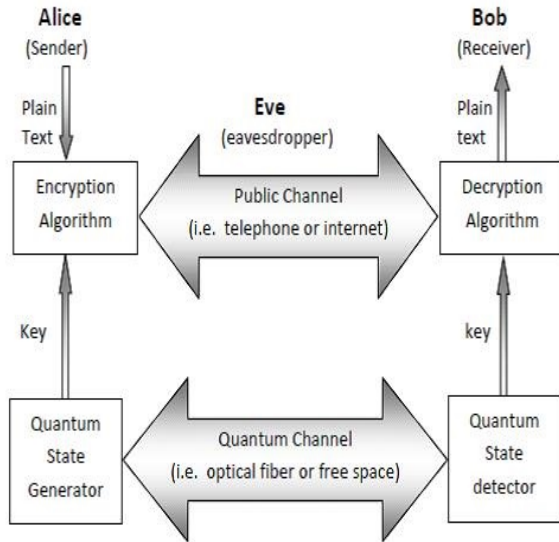 Alice
(Sender)
Bob
(Receiver)
Plain
Text
Eve
(eavesdropper)
Plain
text
Encryption
Algorithm
Public Channel
(i.e. telephone or internet)
Decryption
Algorithm
Key
key
Quantum
State
Generator
Quantum Channel
(i.e. optical fiber or free space)
Quantum
State
detector